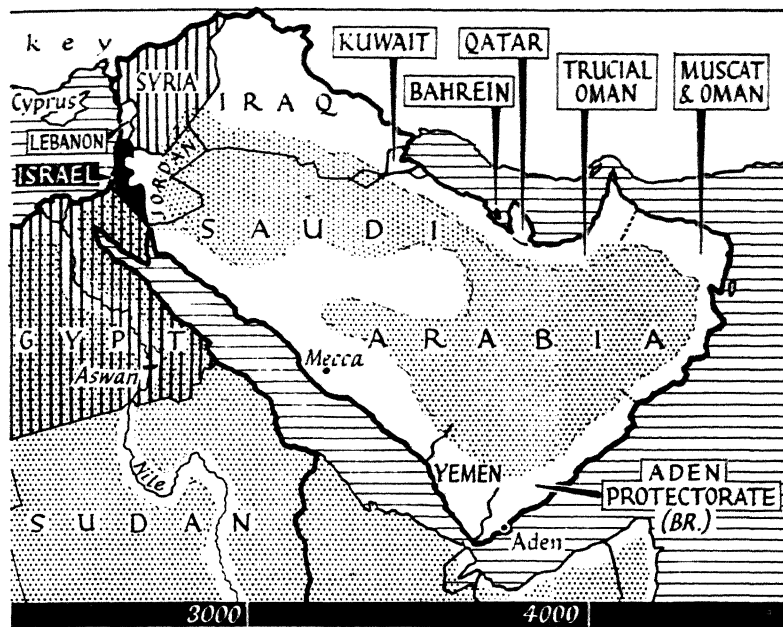 key
KUWAIT
QATAR
SYRIA
IRAQ
BAHREIN
TRUCIAL
OMAN
MUSCAT
& OMAN
Cyprus
LEBANON
ISRAEL
JORDAN
SAUDI
ARABIA
GYPT
Aswan
Mecca
Nile
YEMEN
ADEN
PROTECTORATE
(BR.)
SUDAN
Aden
3000
4000